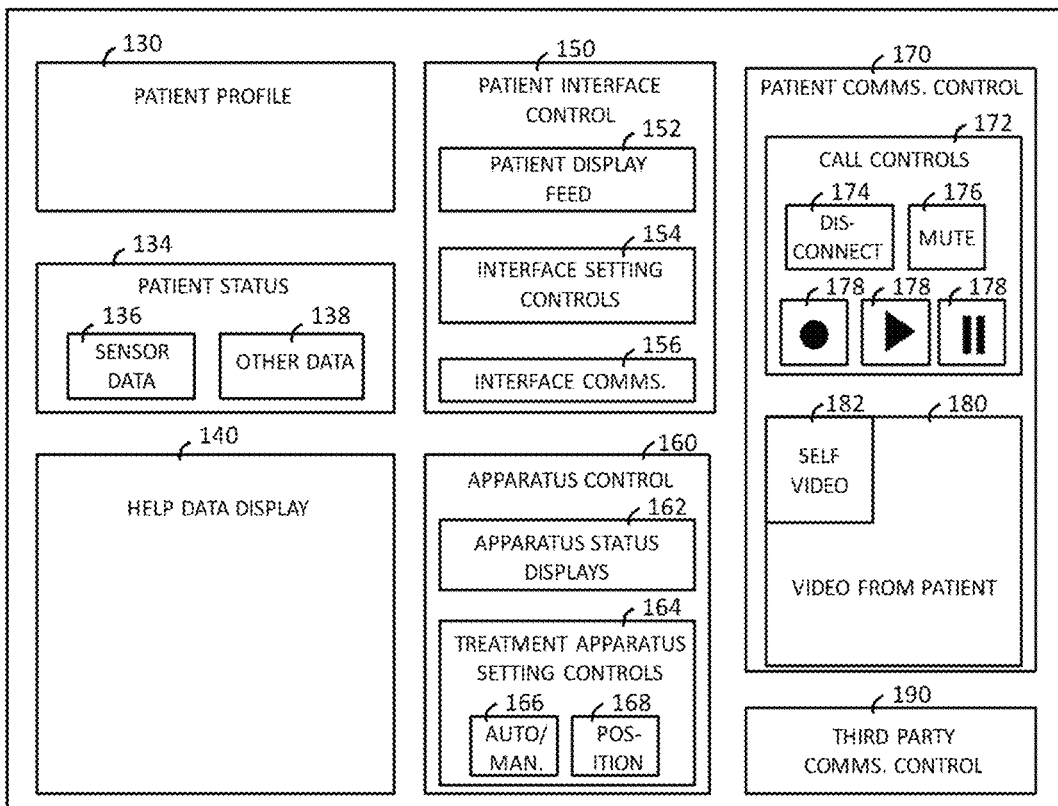 130
PATIENT PROFILE
134
PATIENT STATUS
136
SENSOR
DATA
138
OTHER DATA
140
HELP DATA DISPLAY
150
PATIENT INTERFACE
CONTROL
152
PATIENT DISPLAY
FEED
154
INTERFACE SETTING
CONTROLS
156
INTERFACE COMMS.
160
APPARATUS CONTROL
162
APPARATUS STATUS
DISPLAYS
164
TREATMENT APPARATUS
SETTING CONTROLS
166
AUTO/
MAN.
168
POS-
ITION
170
PATIENT COMMS. CONTROL
172
CALL CONTROLS
174
DIS-
CONNECT
176
MUTE
178
178
178
182
SELF
VIDEO
180
VIDEO FROM PATIENT
190
THIRD PARTY
COMMS. CONTROL